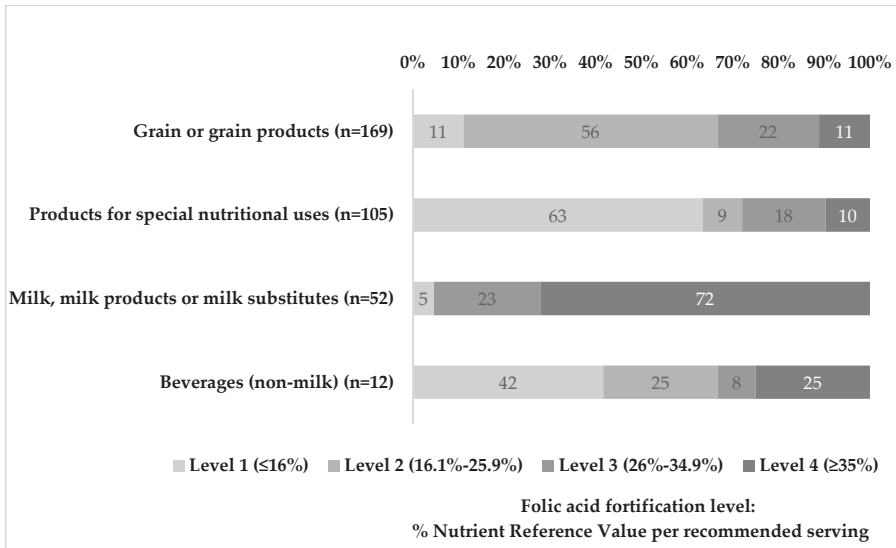 0% 10% 20% 30% 40% 50% 60% 70% 80% 90% 100%
Grain or grain products (n=169) 11 56 22 11
Products for special nutritional uses (n=105) 63 9 18 10
Milk, milk products or milk substitutes (n=52) 5 23 72
Beverages (non-milk) (n=12) 42 25 8 25
Level 1 (≤16%) Level 2 (16.1%-25.9%) Level 3 (26%-34.9%) Level 4 (≥35%)
Folic acid fortification level:
% Nutrient Reference Value per recommended serving